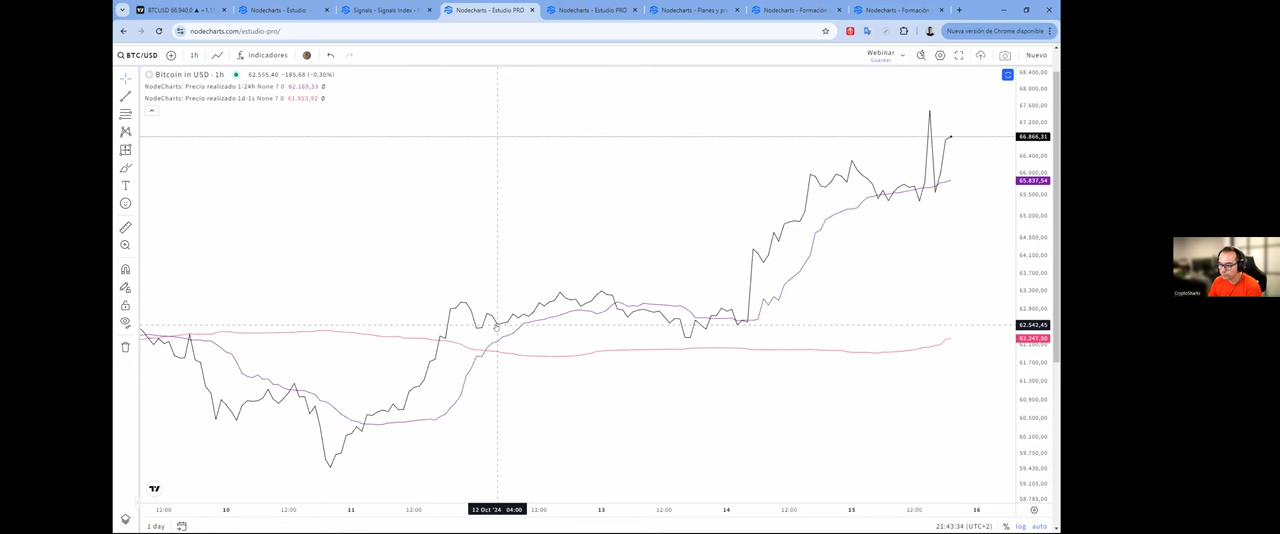 BTCUSD 66.940,0 ▲ +1.1
Nodecharts - Estudio
Signals - Signals Index -
Nodecharts - Estudio PRO
Nodecharts - Estudio PRO
Nodecharts - Planes y p
Nodecharts - Formación
Nodecharts - Formación
nodecharts.com/estudio-pro/
Nueva versión de Chrome disponible
BTC/USD
1h
Indicadores
Webinar
Guardar
Nuevo
Bitcoin in USD · 1h
62.555,40 −185,68 (−0,30%)
NodeCharts: Precio realizado 1-24h None 7 0 62.169,33 Ø
NodeCharts: Precio realizado 1d-1s None 7 0 61.953,92 Ø
68.400,00
68.000,00
67.600,00
67.200,00
66.866,31
66.400,00
66.000,00
65.837,54
65.500,00
65.000,00
64.500,00
64.100,00
63.700,00
63.300,00
62.900,00
62.542,45
62.247,50
62.100,00
61.700,00
61.300,00
60.900,00
60.500,00
60.100,00
59.750,00
59.430,00
59.105,00
58.785,00
12:00
10
12:00
11
12:00
12 Oct '24 04:00
12:00
13
12:00
14
12:00
15
12:00
16
1 day
21:43:34 (UTC+2)
%
log
auto
CryptoSharks